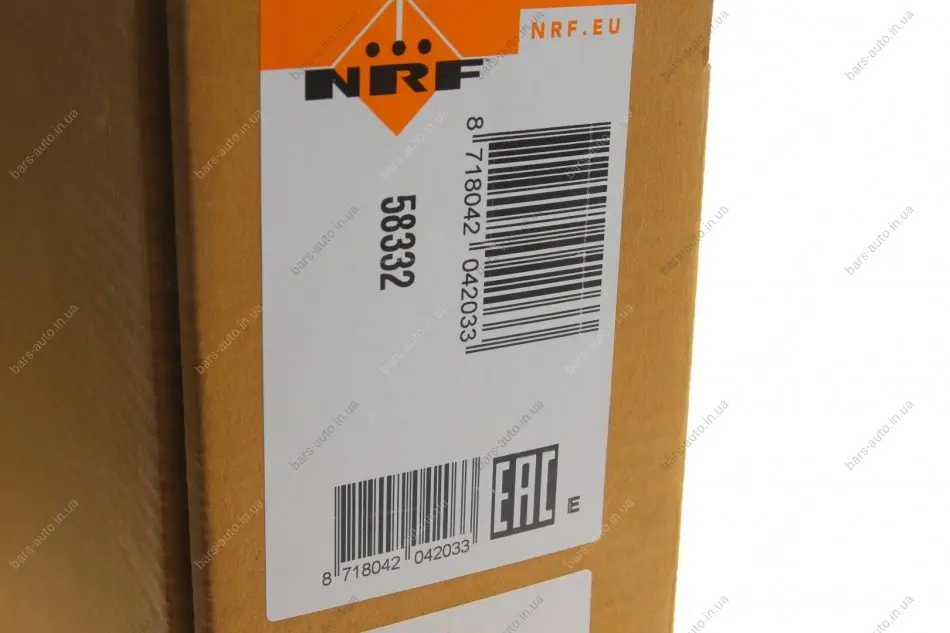 NRF.EU
NRF
8 718042 042033
58332
EAC
E
8 718042 042033
bars-auto.in.ua